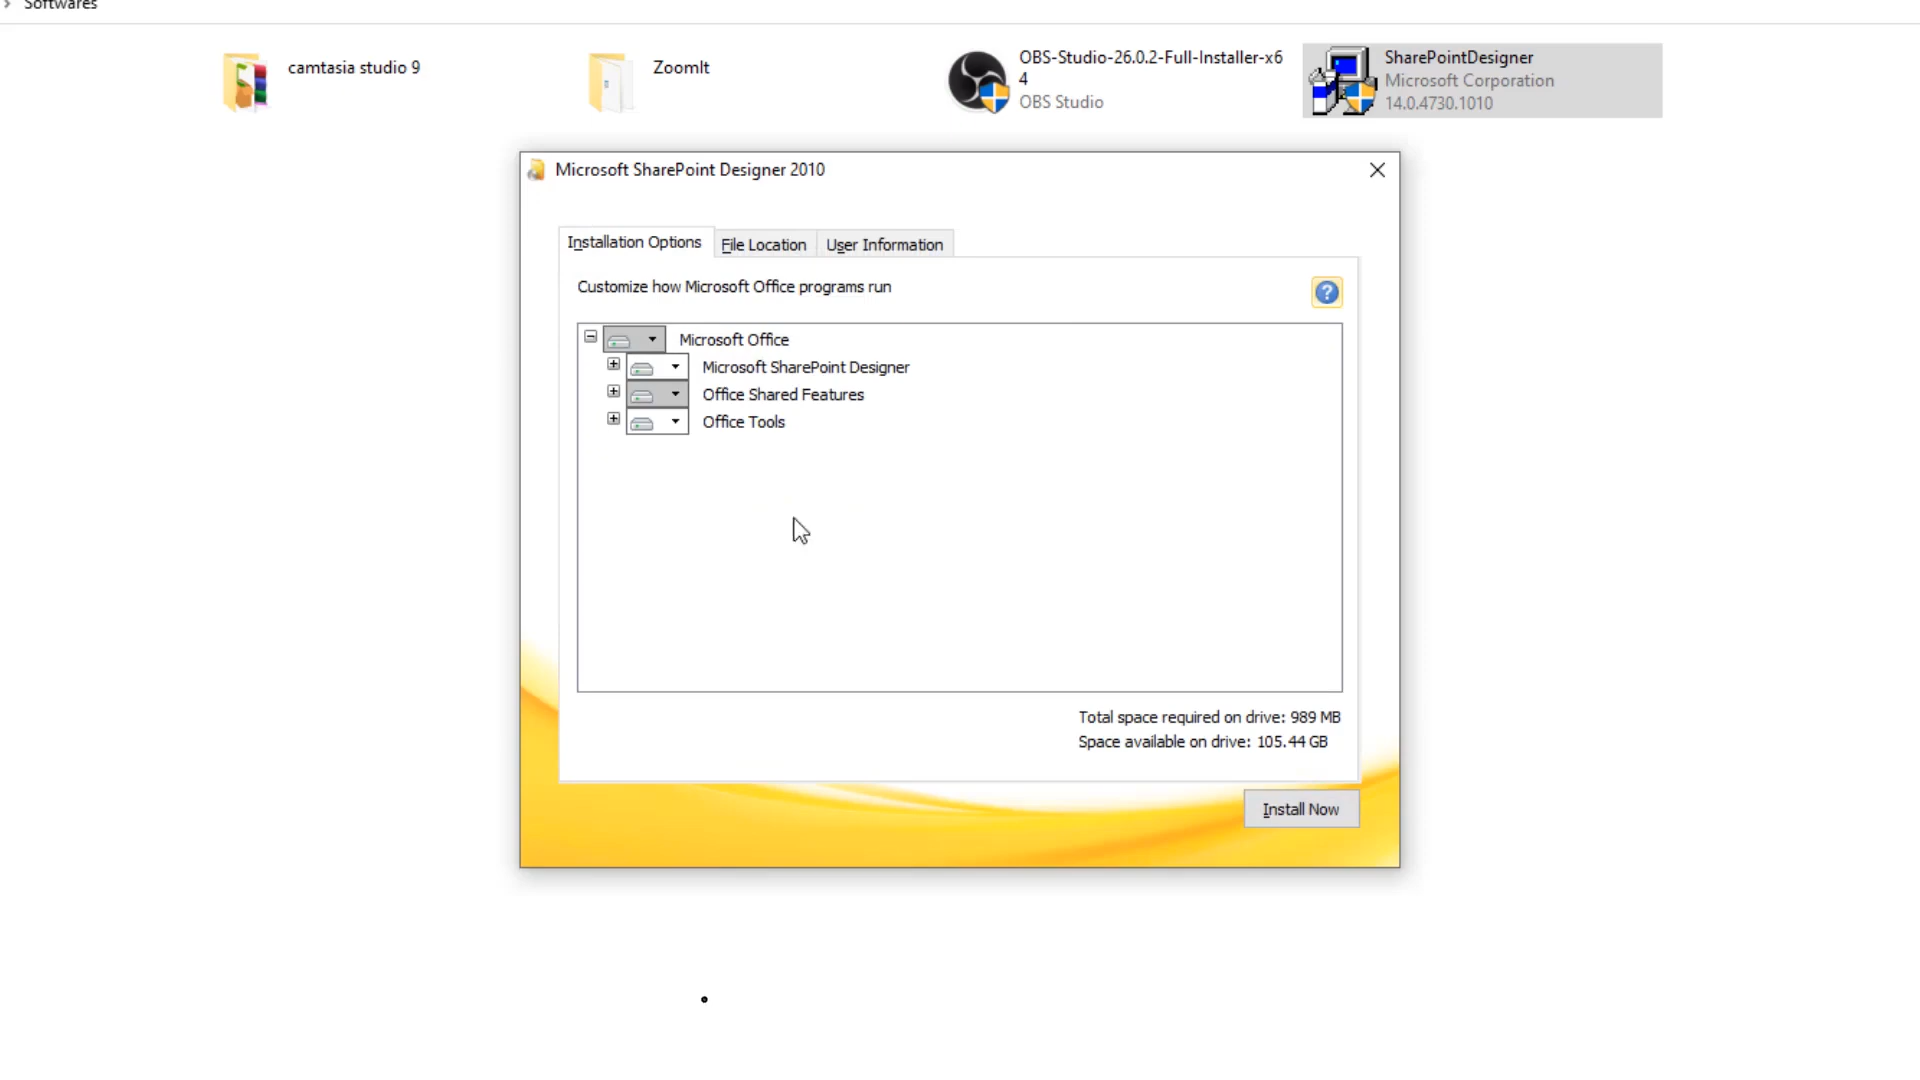 Softwares
camtasia studio 9
ZoomIt
OBS-Studio-26.0.2-Full-Installer-x6
4
OBS Studio
SharePointDesigner
Microsoft Corporation
14.0.4730.1010
Microsoft SharePoint Designer 2010
Installation Options
File Location
User Information
Customize how Microsoft Office programs run
Microsoft Office
Microsoft SharePoint Designer
Office Shared Features
Office Tools
Total space required on drive: 989 MB
Space available on drive: 105.44 GB
Install Now